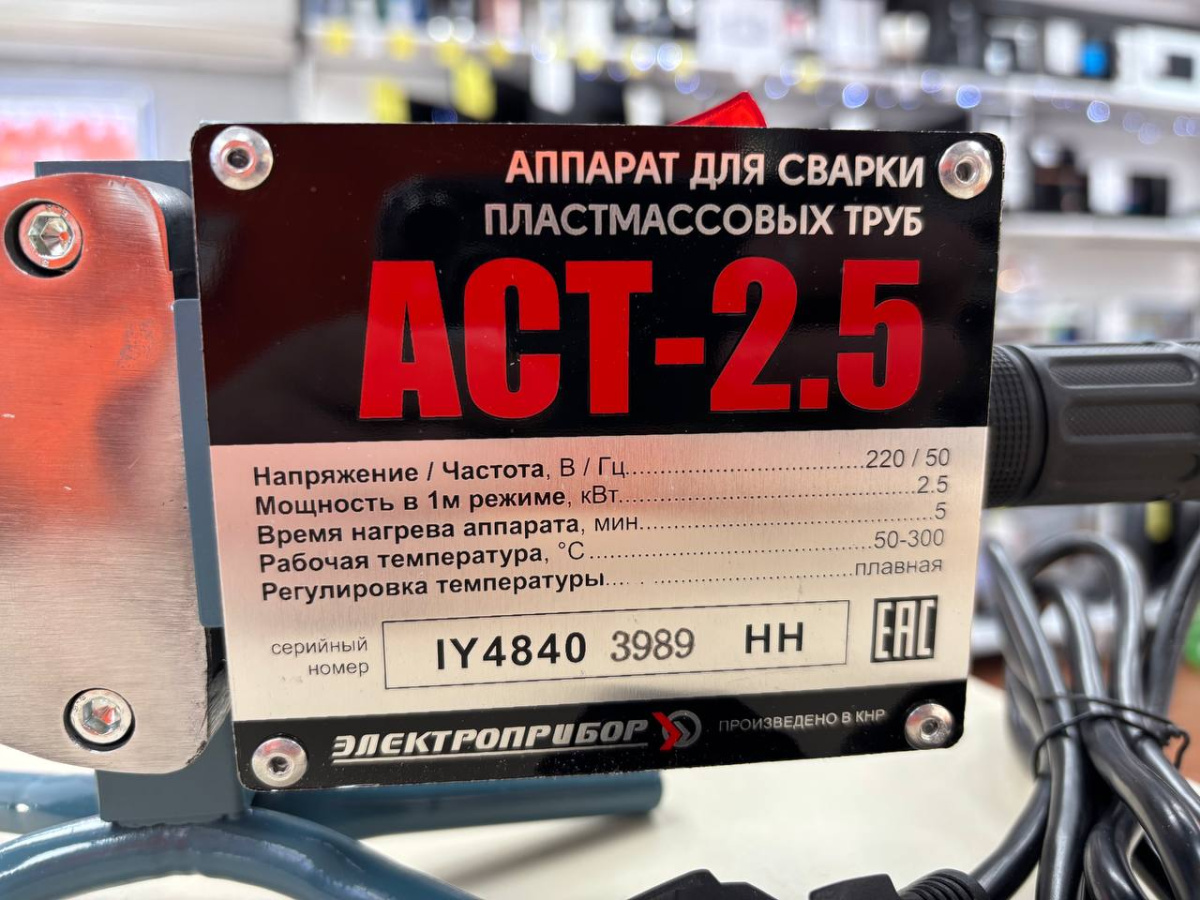 АППАРАТ ДЛЯ СВАРКИ
ПЛАСТМАССОВЫХ ТРУБ
АСТ-2.5
Напряжение / Частота, В / Гц..........................220 / 50
Мощность в 1м режиме, кВт..........................2.5
Время нагрева аппарата, мин..........................5
Рабочая температура, °С..........................50-300
Регулировка температуры..........................плавная
серийный номер
IY4840 3989 HH
EAC
ЭЛЕКТРОПРИБОР
ПРОИЗВЕДЕНО В КНР